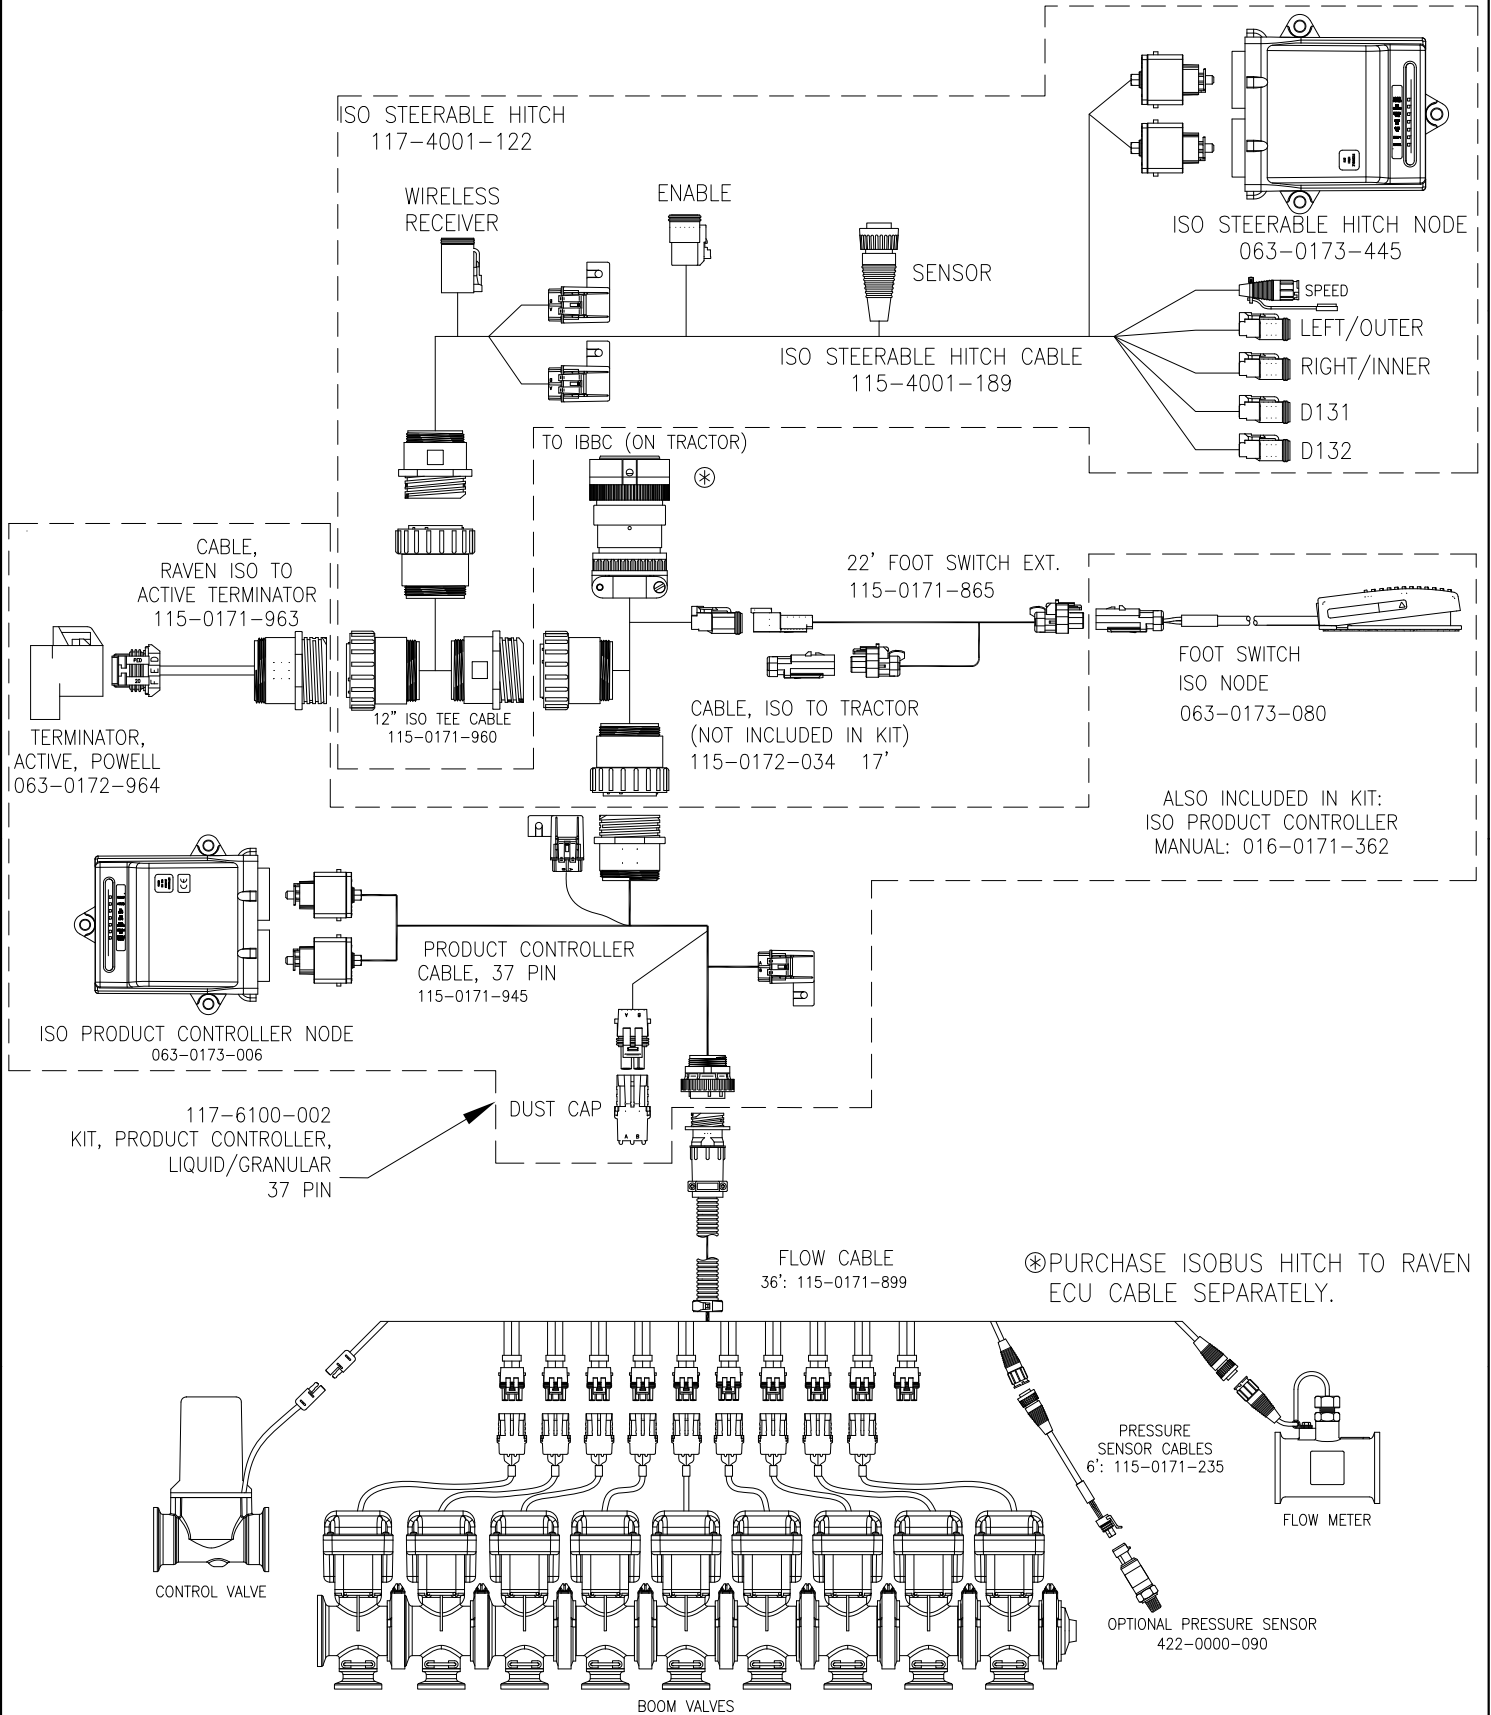 ISO STEERABLE HITCH
117-4001-122
WIRELESS
RECEIVER
ENABLE
SENSOR
ISO STEERABLE HITCH NODE
063-0173-445
SPEED
LEFT/OUTER
RIGHT/INNER
D131
D132
ISO STEERABLE HITCH CABLE
115-4001-189
TO IBBC (ON TRACTOR)
CABLE,
RAVEN ISO TO
ACTIVE TERMINATOR
115-0171-963
22' FOOT SWITCH EXT.
115-0171-865
TERMINATOR,
ACTIVE, POWELL
063-0172-964
12" ISO TEE CABLE
115-0171-960
CABLE, ISO TO TRACTOR
(NOT INCLUDED IN KIT)
115-0172-034 17'
FOOT SWITCH
ISO NODE
063-0173-080
ALSO INCLUDED IN KIT:
ISO PRODUCT CONTROLLER
MANUAL: 016-0171-362
PRODUCT CONTROLLER
CABLE, 37 PIN
115-0171-945
ISO PRODUCT CONTROLLER NODE
063-0173-006
DUST CAP
A B
117-6100-002
KIT, PRODUCT CONTROLLER,
LIQUID/GRANULAR
37 PIN
FLOW CABLE
36': 115-0171-899
⊛PURCHASE ISOBUS HITCH TO RAVEN
ECU CABLE SEPARATELY.
PRESSURE
SENSOR CABLES
6': 115-0171-235
FLOW METER
CONTROL VALVE
OPTIONAL PRESSURE SENSOR
422-0000-090
BOOM VALVES